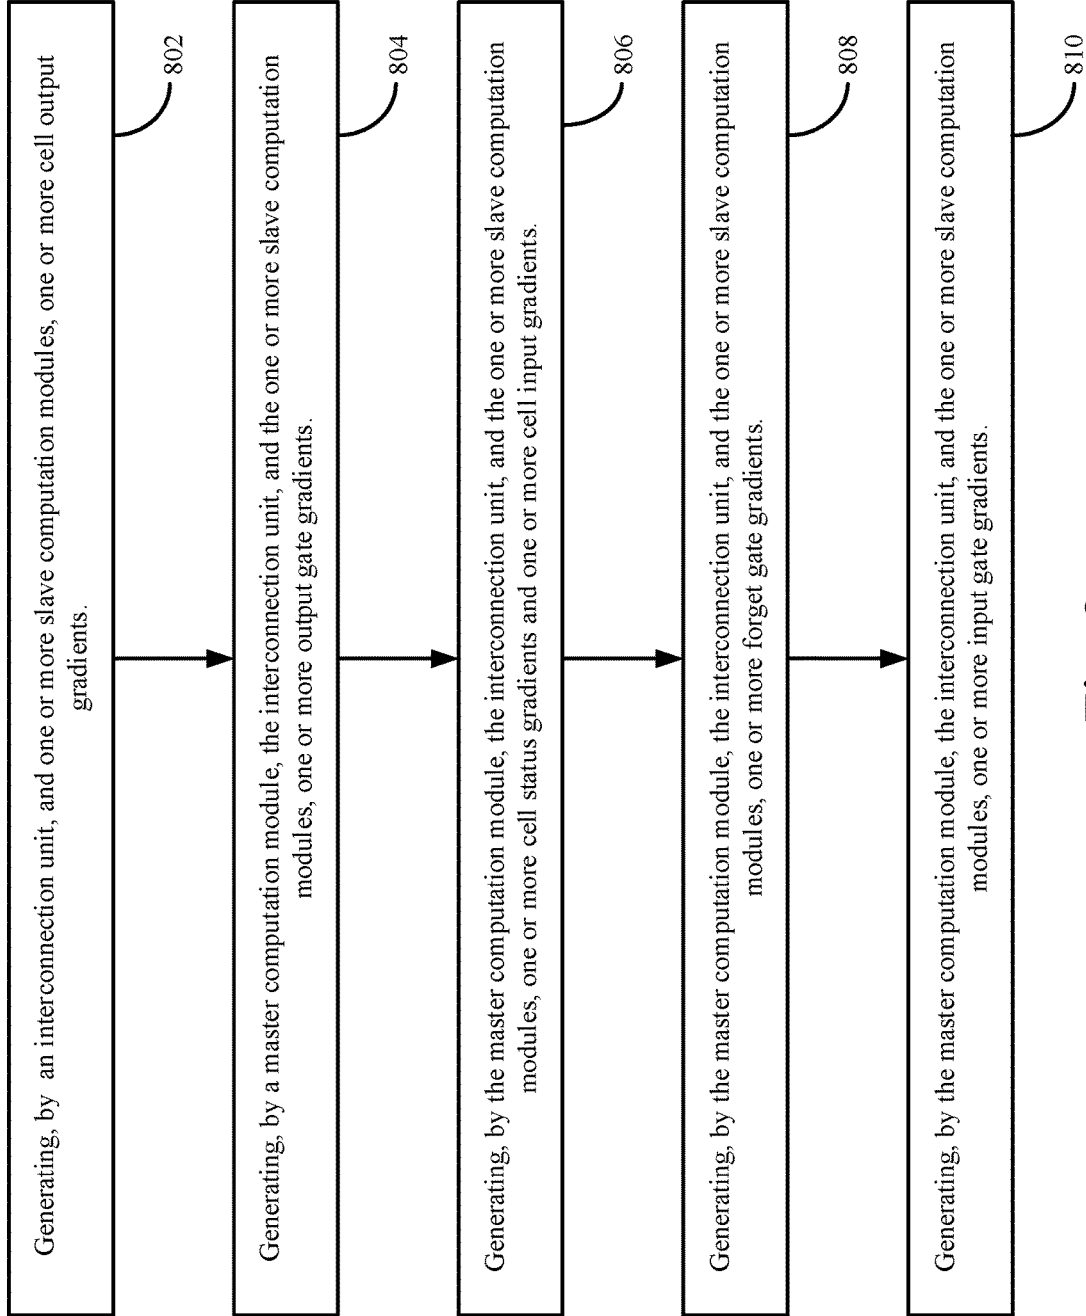 Generating, by an interconnection unit, and one or more slave computation modules, one or more cell output
gradients.
802
Generating, by a master computation module, the interconnection unit, and the one or more slave computation
modules, one or more output gate gradients.
804
Generating, by the master computation module, the interconnection unit, and the one or more slave computation
modules, one or more cell status gradients and one or more cell input gradients.
806
Generating, by the master computation module, the interconnection unit, and the one or more slave computation
modules, one or more forget gate gradients.
808
Generating, by the master computation module, the interconnection unit, and the one or more slave computation
modules, one or more input gate gradients.
810